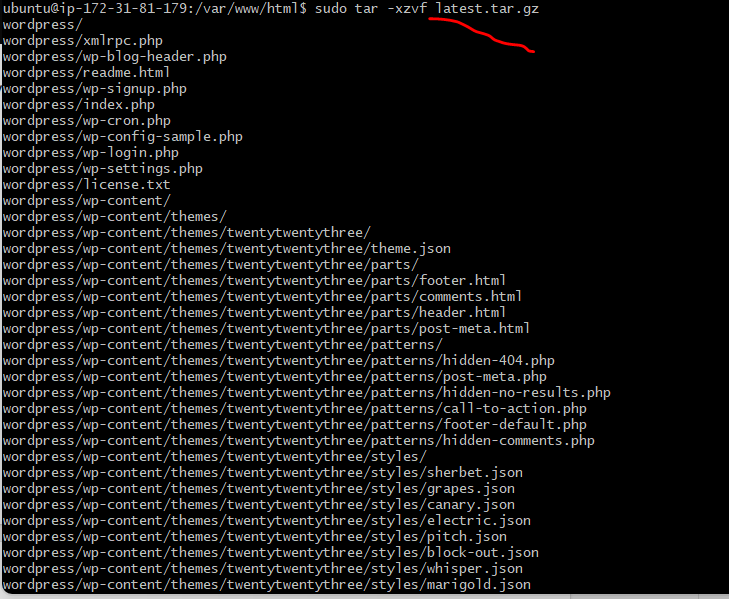 ubuntu@ip-172-31-81-179:/var/www/html$ sudo tar -xzvf latest.tar.gz
wordpress/
wordpress/xmlrpc.php
wordpress/wp-blog-header.php
wordpress/readme.html
wordpress/wp-signup.php
wordpress/index.php
wordpress/wp-cron.php
wordpress/wp-config-sample.php
wordpress/wp-login.php
wordpress/wp-settings.php
wordpress/license.txt
wordpress/wp-content/
wordpress/wp-content/themes/
wordpress/wp-content/themes/twentytwentythree/
wordpress/wp-content/themes/twentytwentythree/theme.json
wordpress/wp-content/themes/twentytwentythree/parts/
wordpress/wp-content/themes/twentytwentythree/parts/footer.html
wordpress/wp-content/themes/twentytwentythree/parts/comments.html
wordpress/wp-content/themes/twentytwentythree/parts/header.html
wordpress/wp-content/themes/twentytwentythree/parts/post-meta.html
wordpress/wp-content/themes/twentytwentythree/patterns/
wordpress/wp-content/themes/twentytwentythree/patterns/hidden-404.php
wordpress/wp-content/themes/twentytwentythree/patterns/post-meta.php
wordpress/wp-content/themes/twentytwentythree/patterns/hidden-no-results.php
wordpress/wp-content/themes/twentytwentythree/patterns/call-to-action.php
wordpress/wp-content/themes/twentytwentythree/patterns/footer-default.php
wordpress/wp-content/themes/twentytwentythree/patterns/hidden-comments.php
wordpress/wp-content/themes/twentytwentythree/styles/
wordpress/wp-content/themes/twentytwentythree/styles/sherbet.json
wordpress/wp-content/themes/twentytwentythree/styles/grapes.json
wordpress/wp-content/themes/twentytwentythree/styles/canary.json
wordpress/wp-content/themes/twentytwentythree/styles/electric.json
wordpress/wp-content/themes/twentytwentythree/styles/pitch.json
wordpress/wp-content/themes/twentytwentythree/styles/block-out.json
wordpress/wp-content/themes/twentytwentythree/styles/whisper.json
wordpress/wp-content/themes/twentytwentythree/styles/marigold.json